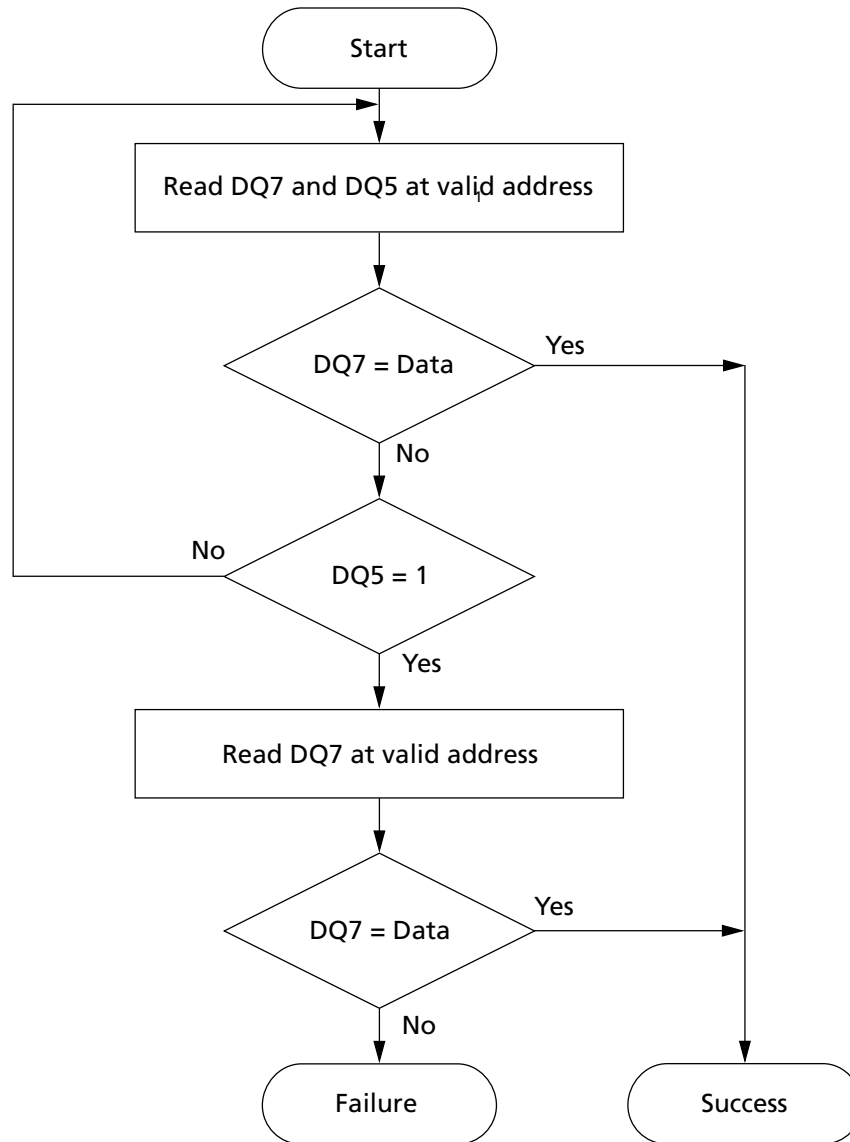 Start
Read DQ7 and DQ5 at valid address
1
DQ7 = Data
Yes
No
No
DQ5 = 1
Yes
Read DQ7 at valid address
DQ7 = Data
Yes
No
Failure
Success